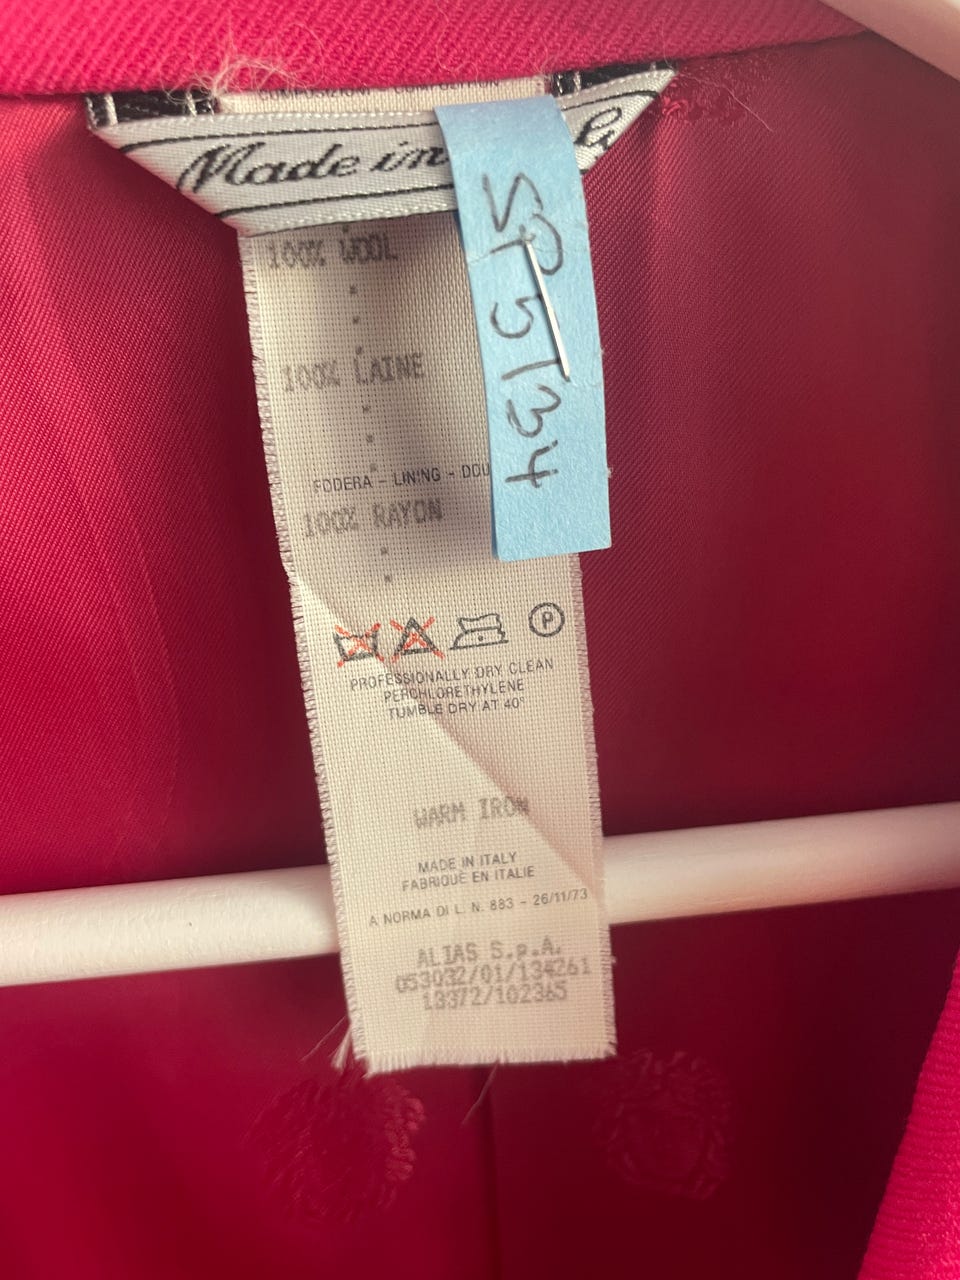 Made in
100% WOOL
100% LAINE
FODERA - LINING - DOU
100% RAYON
P
PROFESSIONALLY DRY CLEAN
PERCHLORETHYLENE
TUMBLE DRY AT 40°
WARM IRON
MADE IN ITALY
FABRIQUÉ EN ITALIE
A NORMA DI L. N. 883 - 26/11/73
ALIAS S.p.A.
053032/01/134261
13372/102365